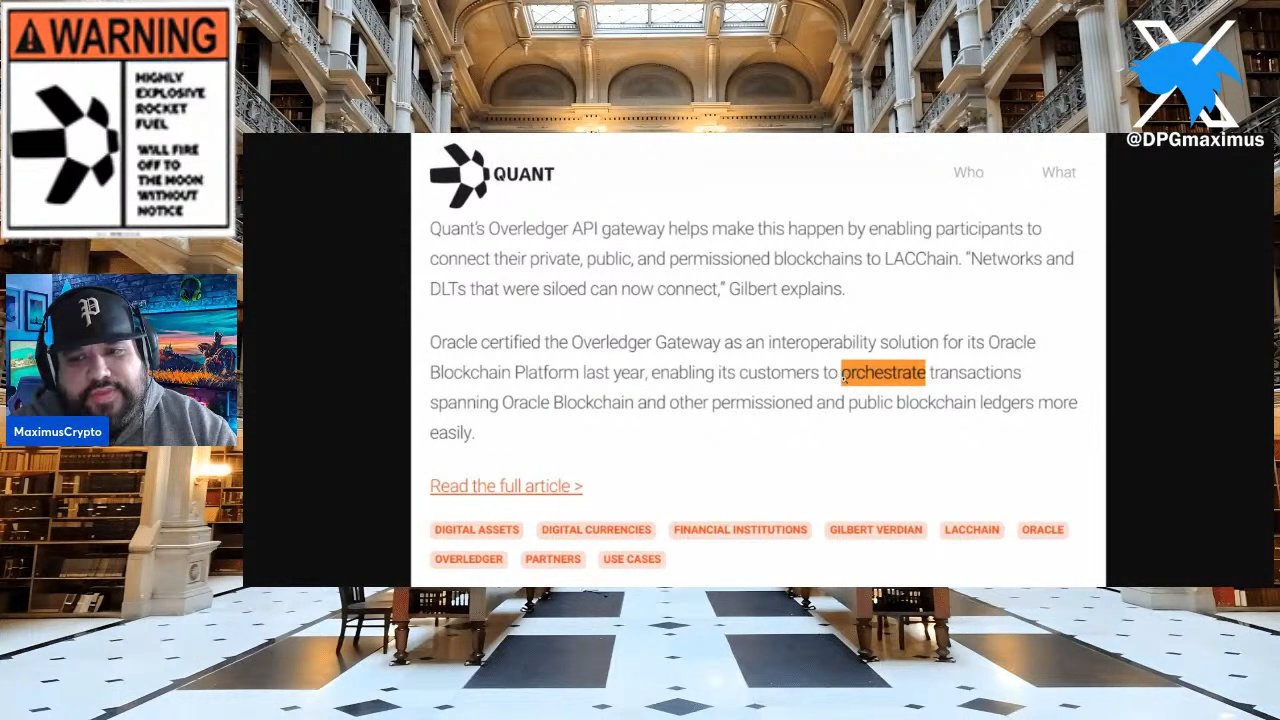 WARNING
HIGHLY
EXPLOSIVE
ROCKET
FUEL
WILL FIRE
OFF TO
THE MOON
WITHOUT
NOTICE
@DPGmaximus
QUANT
Who What
Quant's Overledger API gateway helps make this happen by enabling participants to
connect their private, public, and permissioned blockchains to LACChain. “Networks and
DLTs that were siloed can now connect,” Gilbert explains.
Oracle certified the Overledger Gateway as an interoperability solution for its Oracle
Blockchain Platform last year, enabling its customers to orchestrate transactions
spanning Oracle Blockchain and other permissioned and public blockchain ledgers more
easily.
Read the full article >
DIGITAL ASSETS DIGITAL CURRENCIES FINANCIAL INSTITUTIONS GILBERT VERDIAN LACCHAIN ORACLE
OVERLEDGER PARTNERS USE CASES
MaximusCrypto